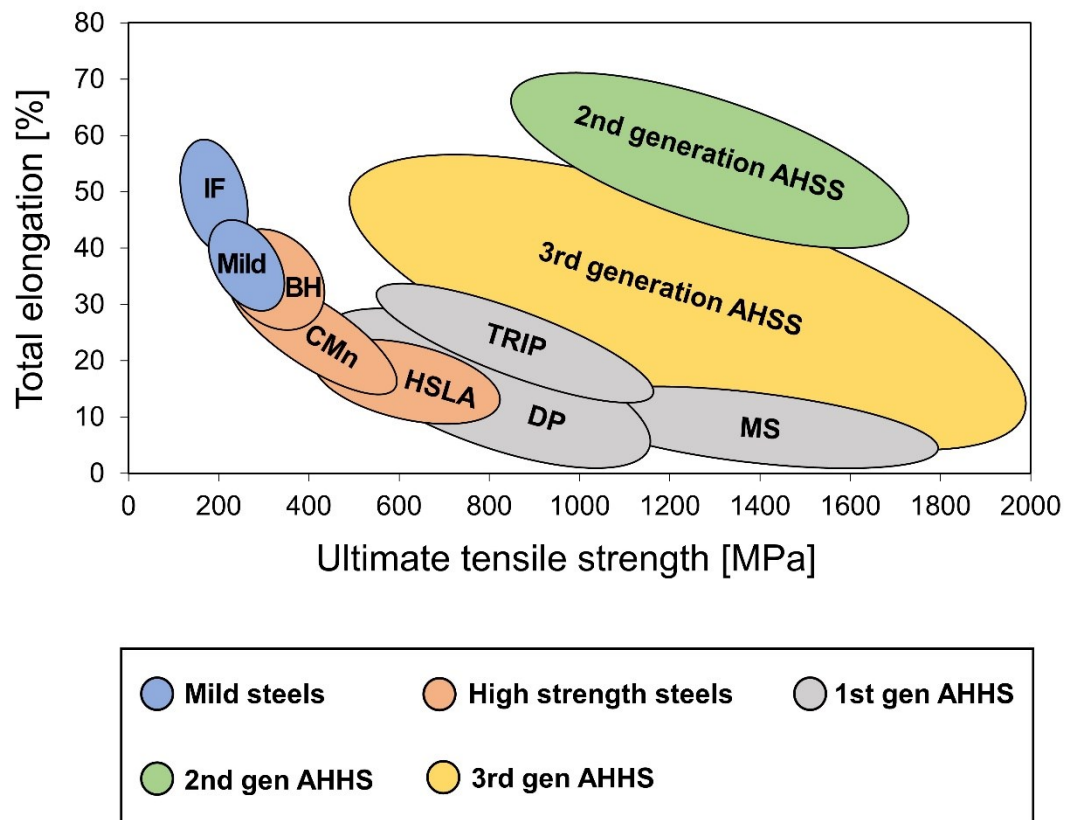 Total elongation [%]
80
70
60
50
40
30
20
10
0
IF
Mild
BH
CMn
HSLA
TRIP
DP
MS
2nd generation AHSS
3rd generation AHSS
0 200 400 600 800 1000 1200 1400 1600 1800 2000
Ultimate tensile strength [MPa]
Mild steels High strength steels 1st gen AHHS
2nd gen AHHS 3rd gen AHHS